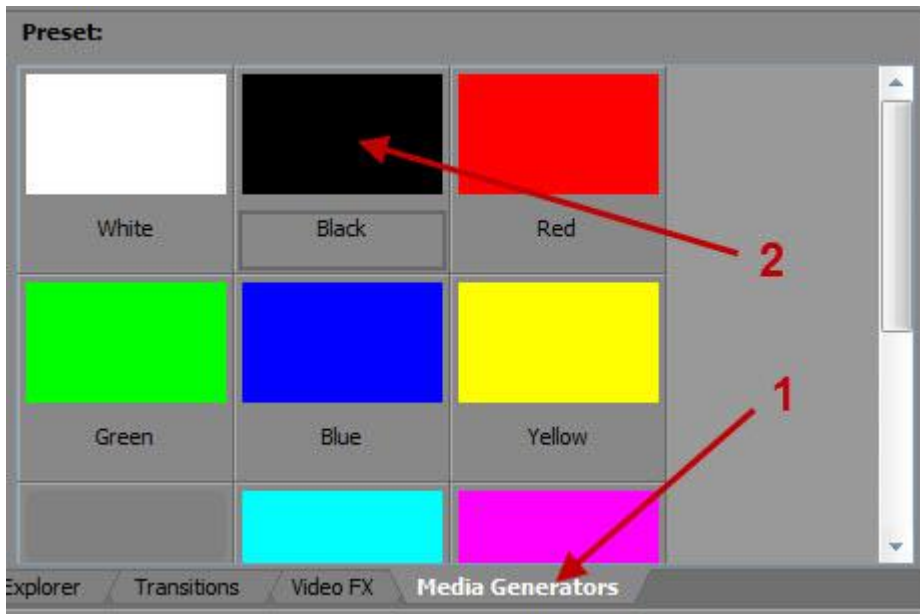 Preset:
White Black Red
2
1
Green Blue Yellow
Explorer Transitions Video FX Media Generators